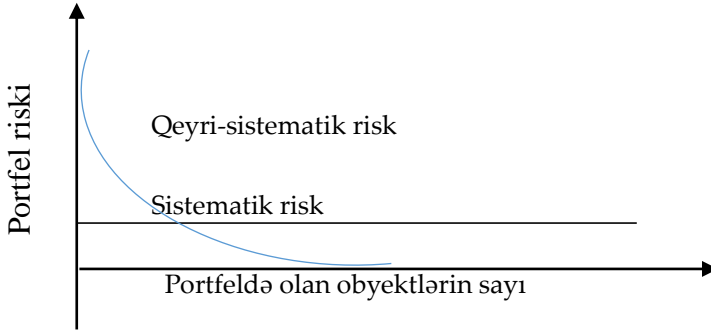 Portfel riski
Qeyri-sistematik risk
Sistematik risk
Portfeldə olan obyektlərin sayı